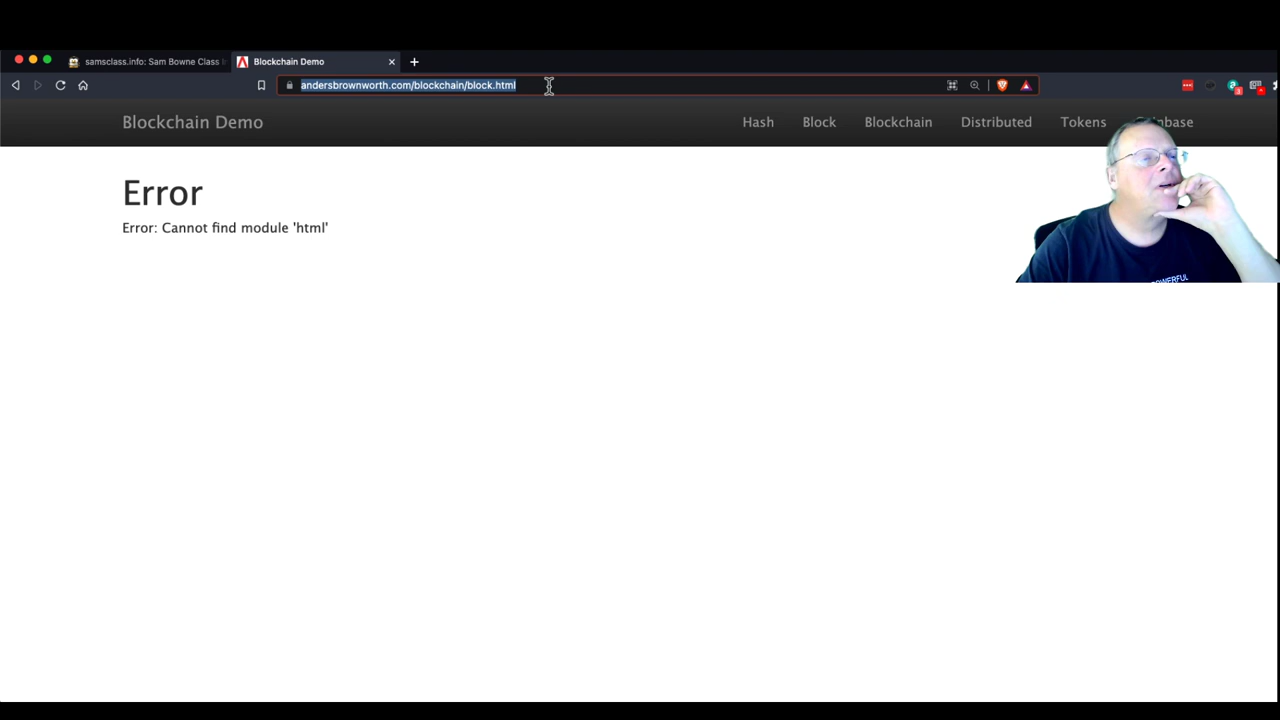 samsclass.info: Sam Bowne Class
Blockchain Demo
andersbrownworth.com/blockchain/block.html
Blockchain Demo
Hash
Block
Blockchain
Distributed
Tokens
Error
Error: Cannot find module 'html'